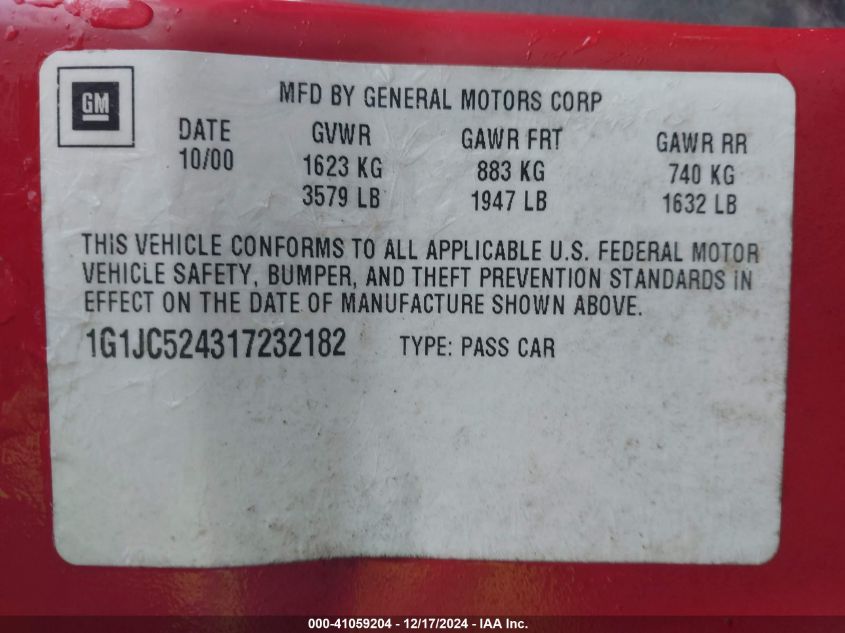 GM
MFD BY GENERAL MOTORS CORP
DATE GVWR GAWR FRT GAWR RR
10/00 1623 KG 883 KG 740 KG
3579 LB 1947 LB 1632 LB
THIS VEHICLE CONFORMS TO ALL APPLICABLE U.S. FEDERAL MOTOR
VEHICLE SAFETY, BUMPER, AND THEFT PREVENTION STANDARDS IN
EFFECT ON THE DATE OF MANUFACTURE SHOWN ABOVE.
1G1JC524317232182 TYPE: PASS CAR
000-41059204 - 12/17/2024 - IAA Inc.